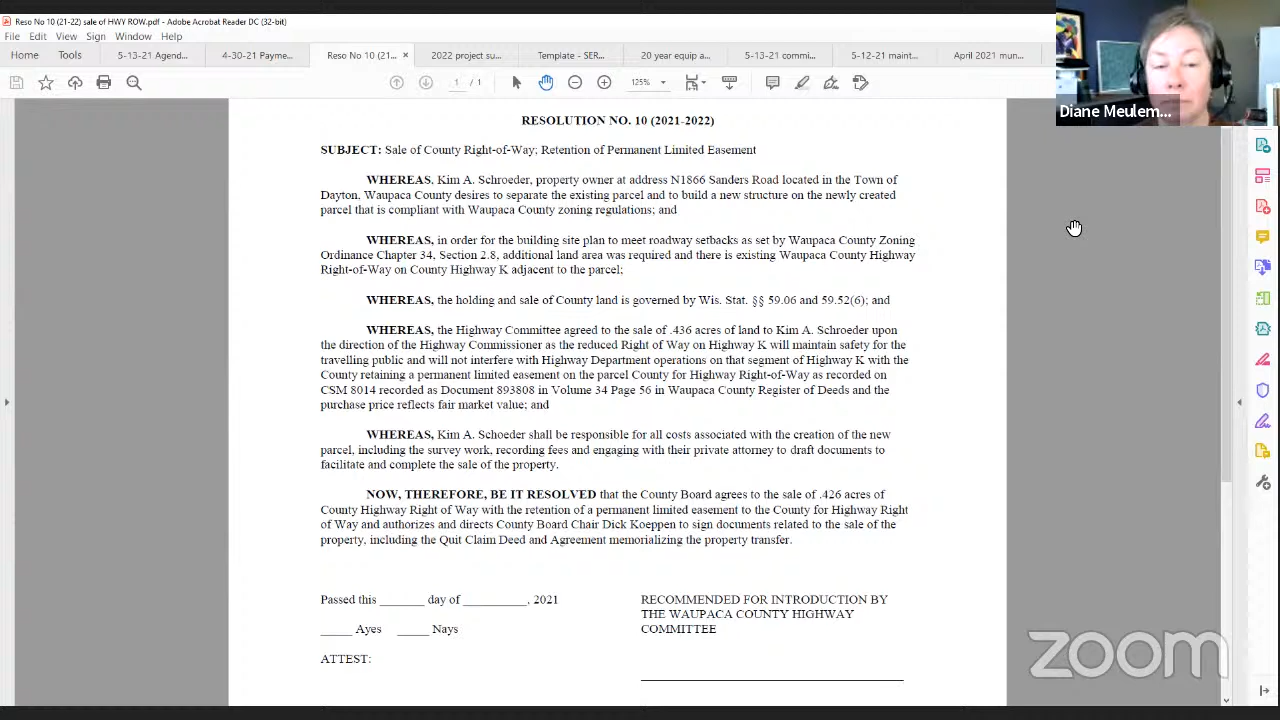 Reso No 10 (21-22) sale of HWY ROW.pdf - Adobe Acrobat Reader DC (32-bit)
File Edit View Sign Window Help
Home Tools 5-13-21 Agend... 4-30-21 Payme... Reso No 10 (21... × 2022 project su... Template - SER... 20 year equip a... 5-13-21 commi... 5-12-21 maint... April 2021 mun...
1 / 1 125%
Diane Meulem...
RESOLUTION NO. 10 (2021-2022)
SUBJECT: Sale of County Right-of-Way; Retention of Permanent Limited Easement
WHEREAS, Kim A. Schroeder, property owner at address N1866 Sanders Road located in the Town of
Dayton, Waupaca County desires to separate the existing parcel and to build a new structure on the newly created
parcel that is compliant with Waupaca County zoning regulations; and
WHEREAS, in order for the building site plan to meet roadway setbacks as set by Waupaca County Zoning
Ordinance Chapter 34, Section 2.8, additional land area was required and there is existing Waupaca County Highway
Right-of-Way on County Highway K adjacent to the parcel;
WHEREAS, the holding and sale of County land is governed by Wis. Stat. §§ 59.06 and 59.52(6); and
WHEREAS, the Highway Committee agreed to the sale of .436 acres of land to Kim A. Schroeder upon
the direction of the Highway Commissioner as the reduced Right of Way on Highway K will maintain safety for the
travelling public and will not interfere with Highway Department operations on that segment of Highway K with the
County retaining a permanent limited easement on the parcel County for Highway Right-of-Way as recorded on
CSM 8014 recorded as Document 893808 in Volume 34 Page 56 in Waupaca County Register of Deeds and the
purchase price reflects fair market value; and
WHEREAS, Kim A. Schoeder shall be responsible for all costs associated with the creation of the new
parcel, including the survey work, recording fees and engaging with their private attorney to draft documents to
facilitate and complete the sale of the property.
NOW, THEREFORE, BE IT RESOLVED that the County Board agrees to the sale of .426 acres of
County Highway Right of Way with the retention of a permanent limited easement to the County for Highway Right
of Way and authorizes and directs County Board Chair Dick Koeppen to sign documents related to the sale of the
property, including the Quit Claim Deed and Agreement memorializing the property transfer.
Passed this _______ day of __________, 2021
_____ Ayes _____ Nays
ATTEST:
RECOMMENDED FOR INTRODUCTION BY
THE WAUPACA COUNTY HIGHWAY
COMMITTEE
zoom